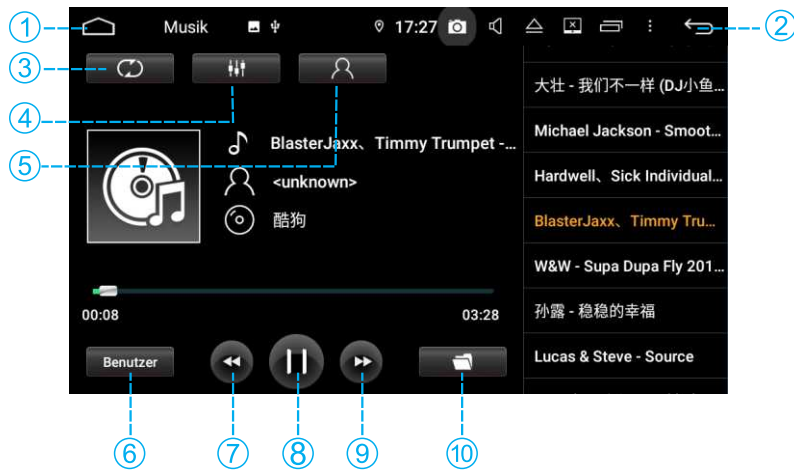 1
Musik
17:27
2
3
4
5
BlasterJaxx、Timmy Trumpet -...
<unknown>
酷狗
00:08
03:28
Benutzer
大壮 - 我们不一样 (DJ小鱼...
Michael Jackson - Smoot...
Hardwell、Sick Individual...
BlasterJaxx、Timmy Tru...
W&W - Supa Dupa Fly 201...
孙露 - 稳稳的幸福
Lucas & Steve - Source
6
7
8
9
10